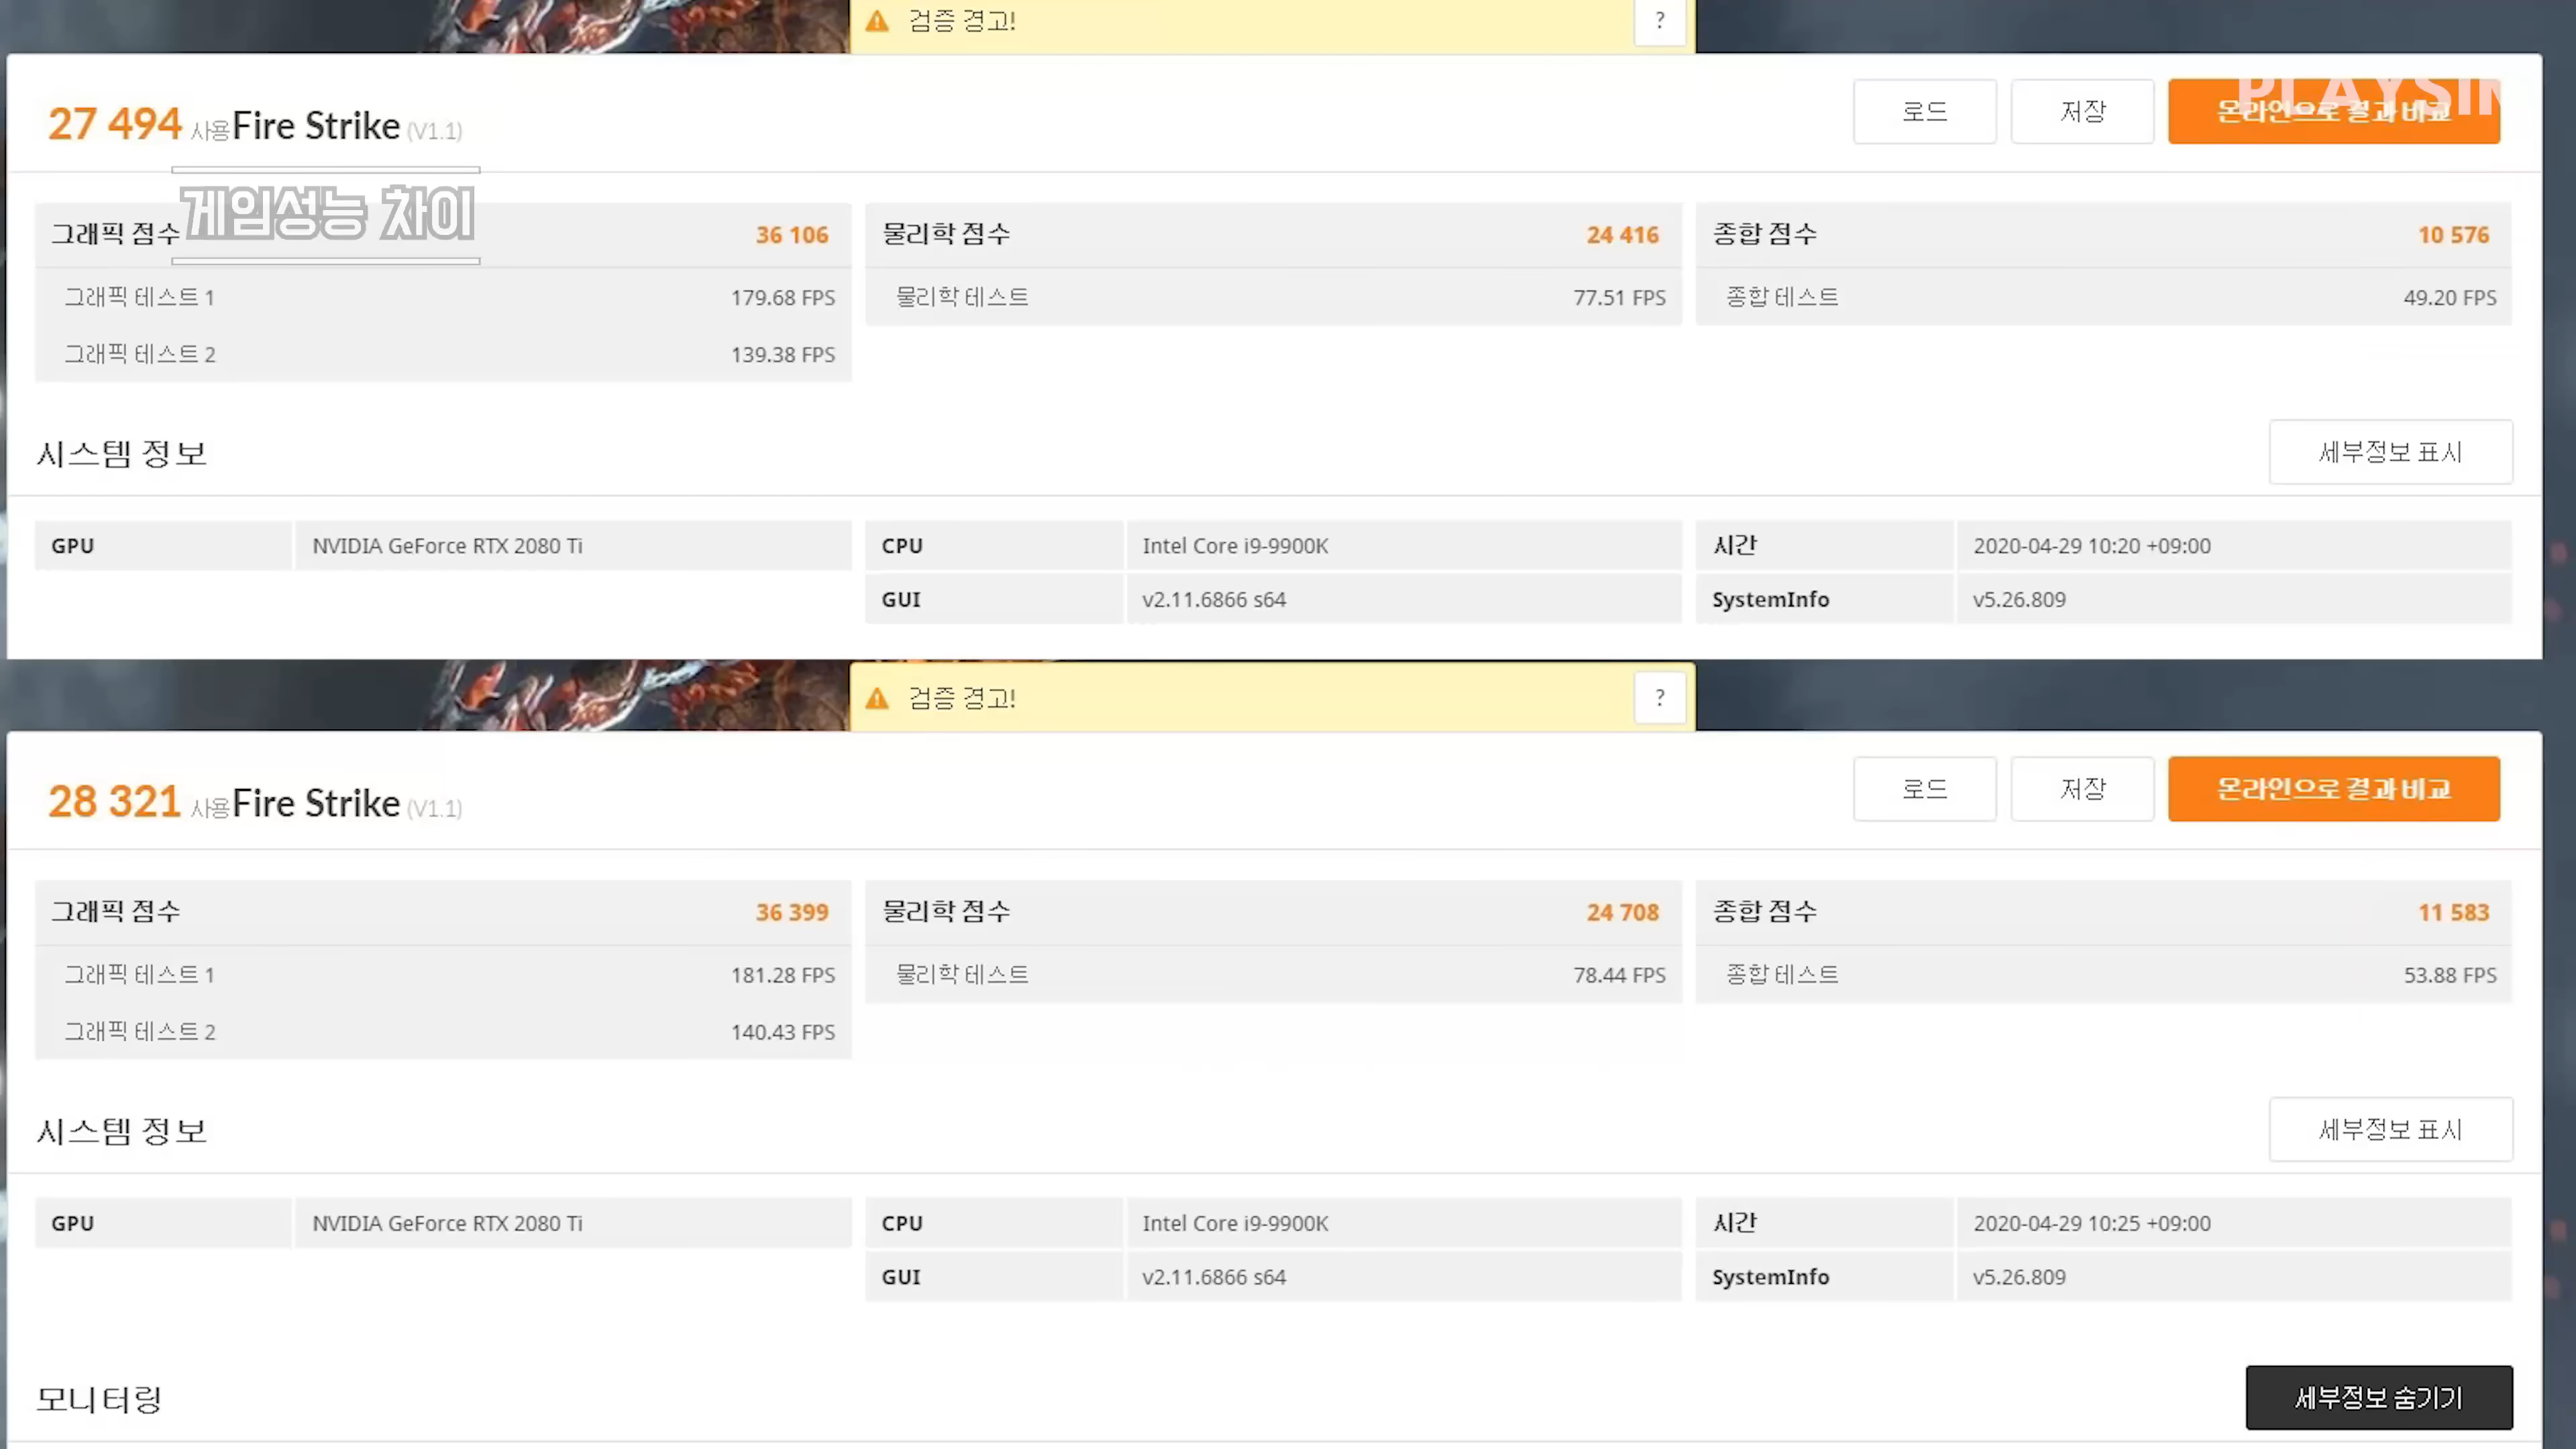 검증 경고!
?
27 494 사용Fire Strike (V1.1)
로드
저장
온라인으로 결과 비교
PLAYSIN
게임성능 차이
그래픽 점수 36 106
그래픽 테스트 1 179.68 FPS
그래픽 테스트 2 139.38 FPS
물리학 점수 24 416
물리학 테스트 77.51 FPS
종합 점수 10 576
종합 테스트 49.20 FPS
시스템 정보
세부정보 표시
GPU NVIDIA GeForce RTX 2080 Ti
CPU Intel Core i9-9900K
시간 2020-04-29 10:20 +09:00
GUI v2.11.6866 s64
SystemInfo v5.26.809
검증 경고!
?
28 321 사용Fire Strike (V1.1)
로드
저장
온라인으로 결과 비교
그래픽 점수 36 399
그래픽 테스트 1 181.28 FPS
그래픽 테스트 2 140.43 FPS
물리학 점수 24 708
물리학 테스트 78.44 FPS
종합 점수 11 583
종합 테스트 53.88 FPS
시스템 정보
세부정보 표시
GPU NVIDIA GeForce RTX 2080 Ti
CPU Intel Core i9-9900K
시간 2020-04-29 10:25 +09:00
GUI v2.11.6866 s64
SystemInfo v5.26.809
모니터링
세부정보 숨기기